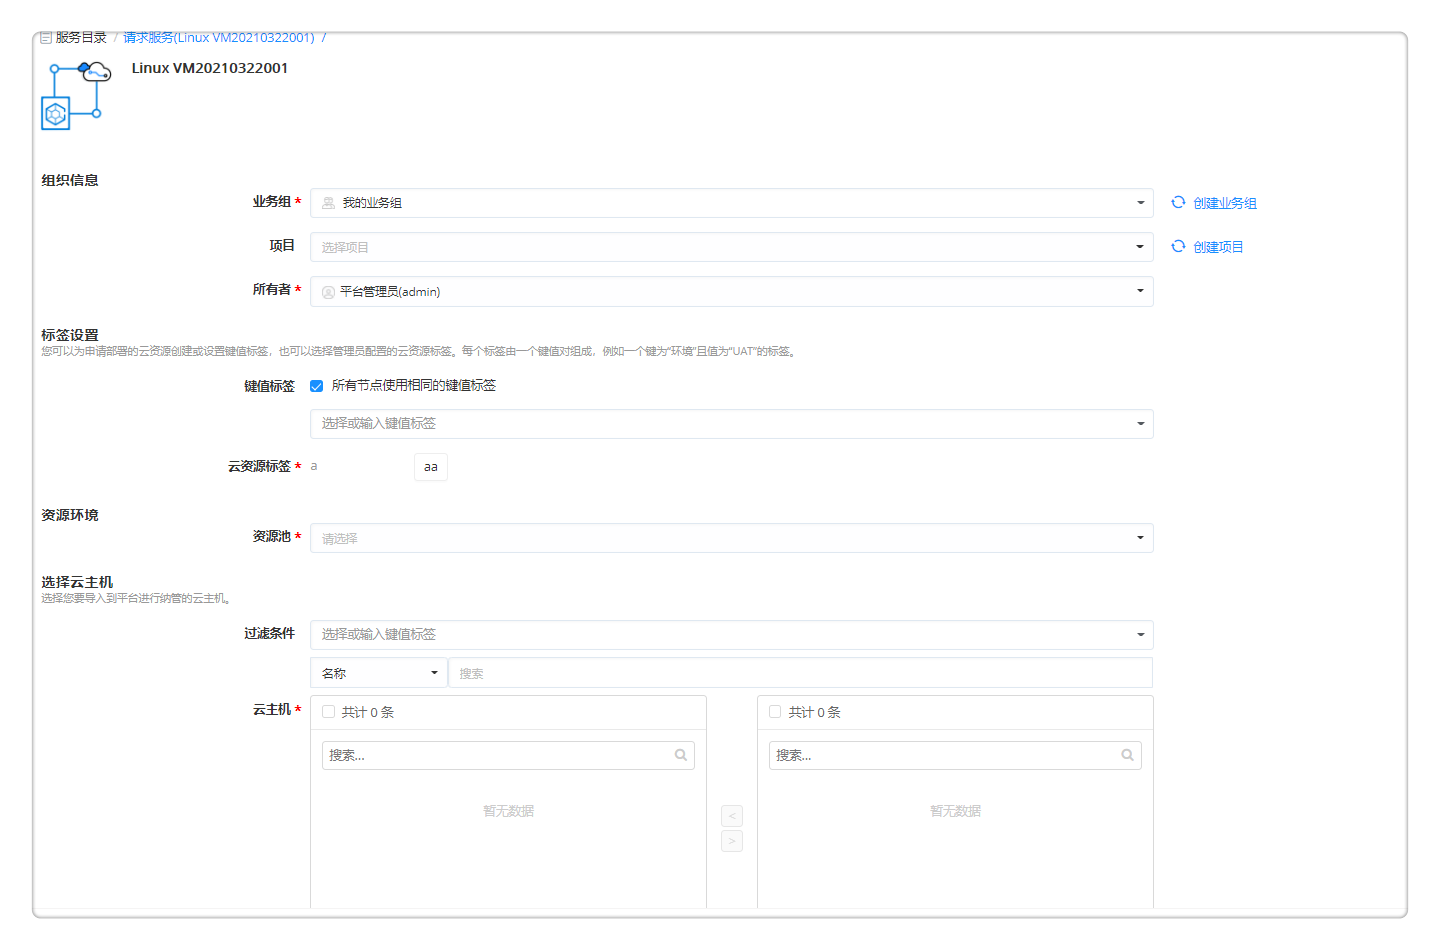 服务目录 / 请求服务(Linux VM20210322001) /
Linux VM20210322001
组织信息
业务组 * 我的业务组 创建业务组
项目 选择项目 创建项目
所有者 * 平台管理员(admin)
标签设置
您可以为申请部署的云资源创建或设置键值标签，也可以选择管理员配置的云资源标签。每个标签由一个键值对组成，例如一个键为“环境”且值为“UAT”的标签。
键值标签 所有节点使用相同的键值标签
选择或输入键值标签
云资源标签 * a aa
资源环境
资源池 * 请选择
选择云主机
选择您要导入到平台进行纳管的云主机。
过滤条件 选择或输入键值标签
名称 搜索
云主机 * 共计 0 条 共计 0 条
搜索... 搜索...
暂无数据 暂无数据
<
>